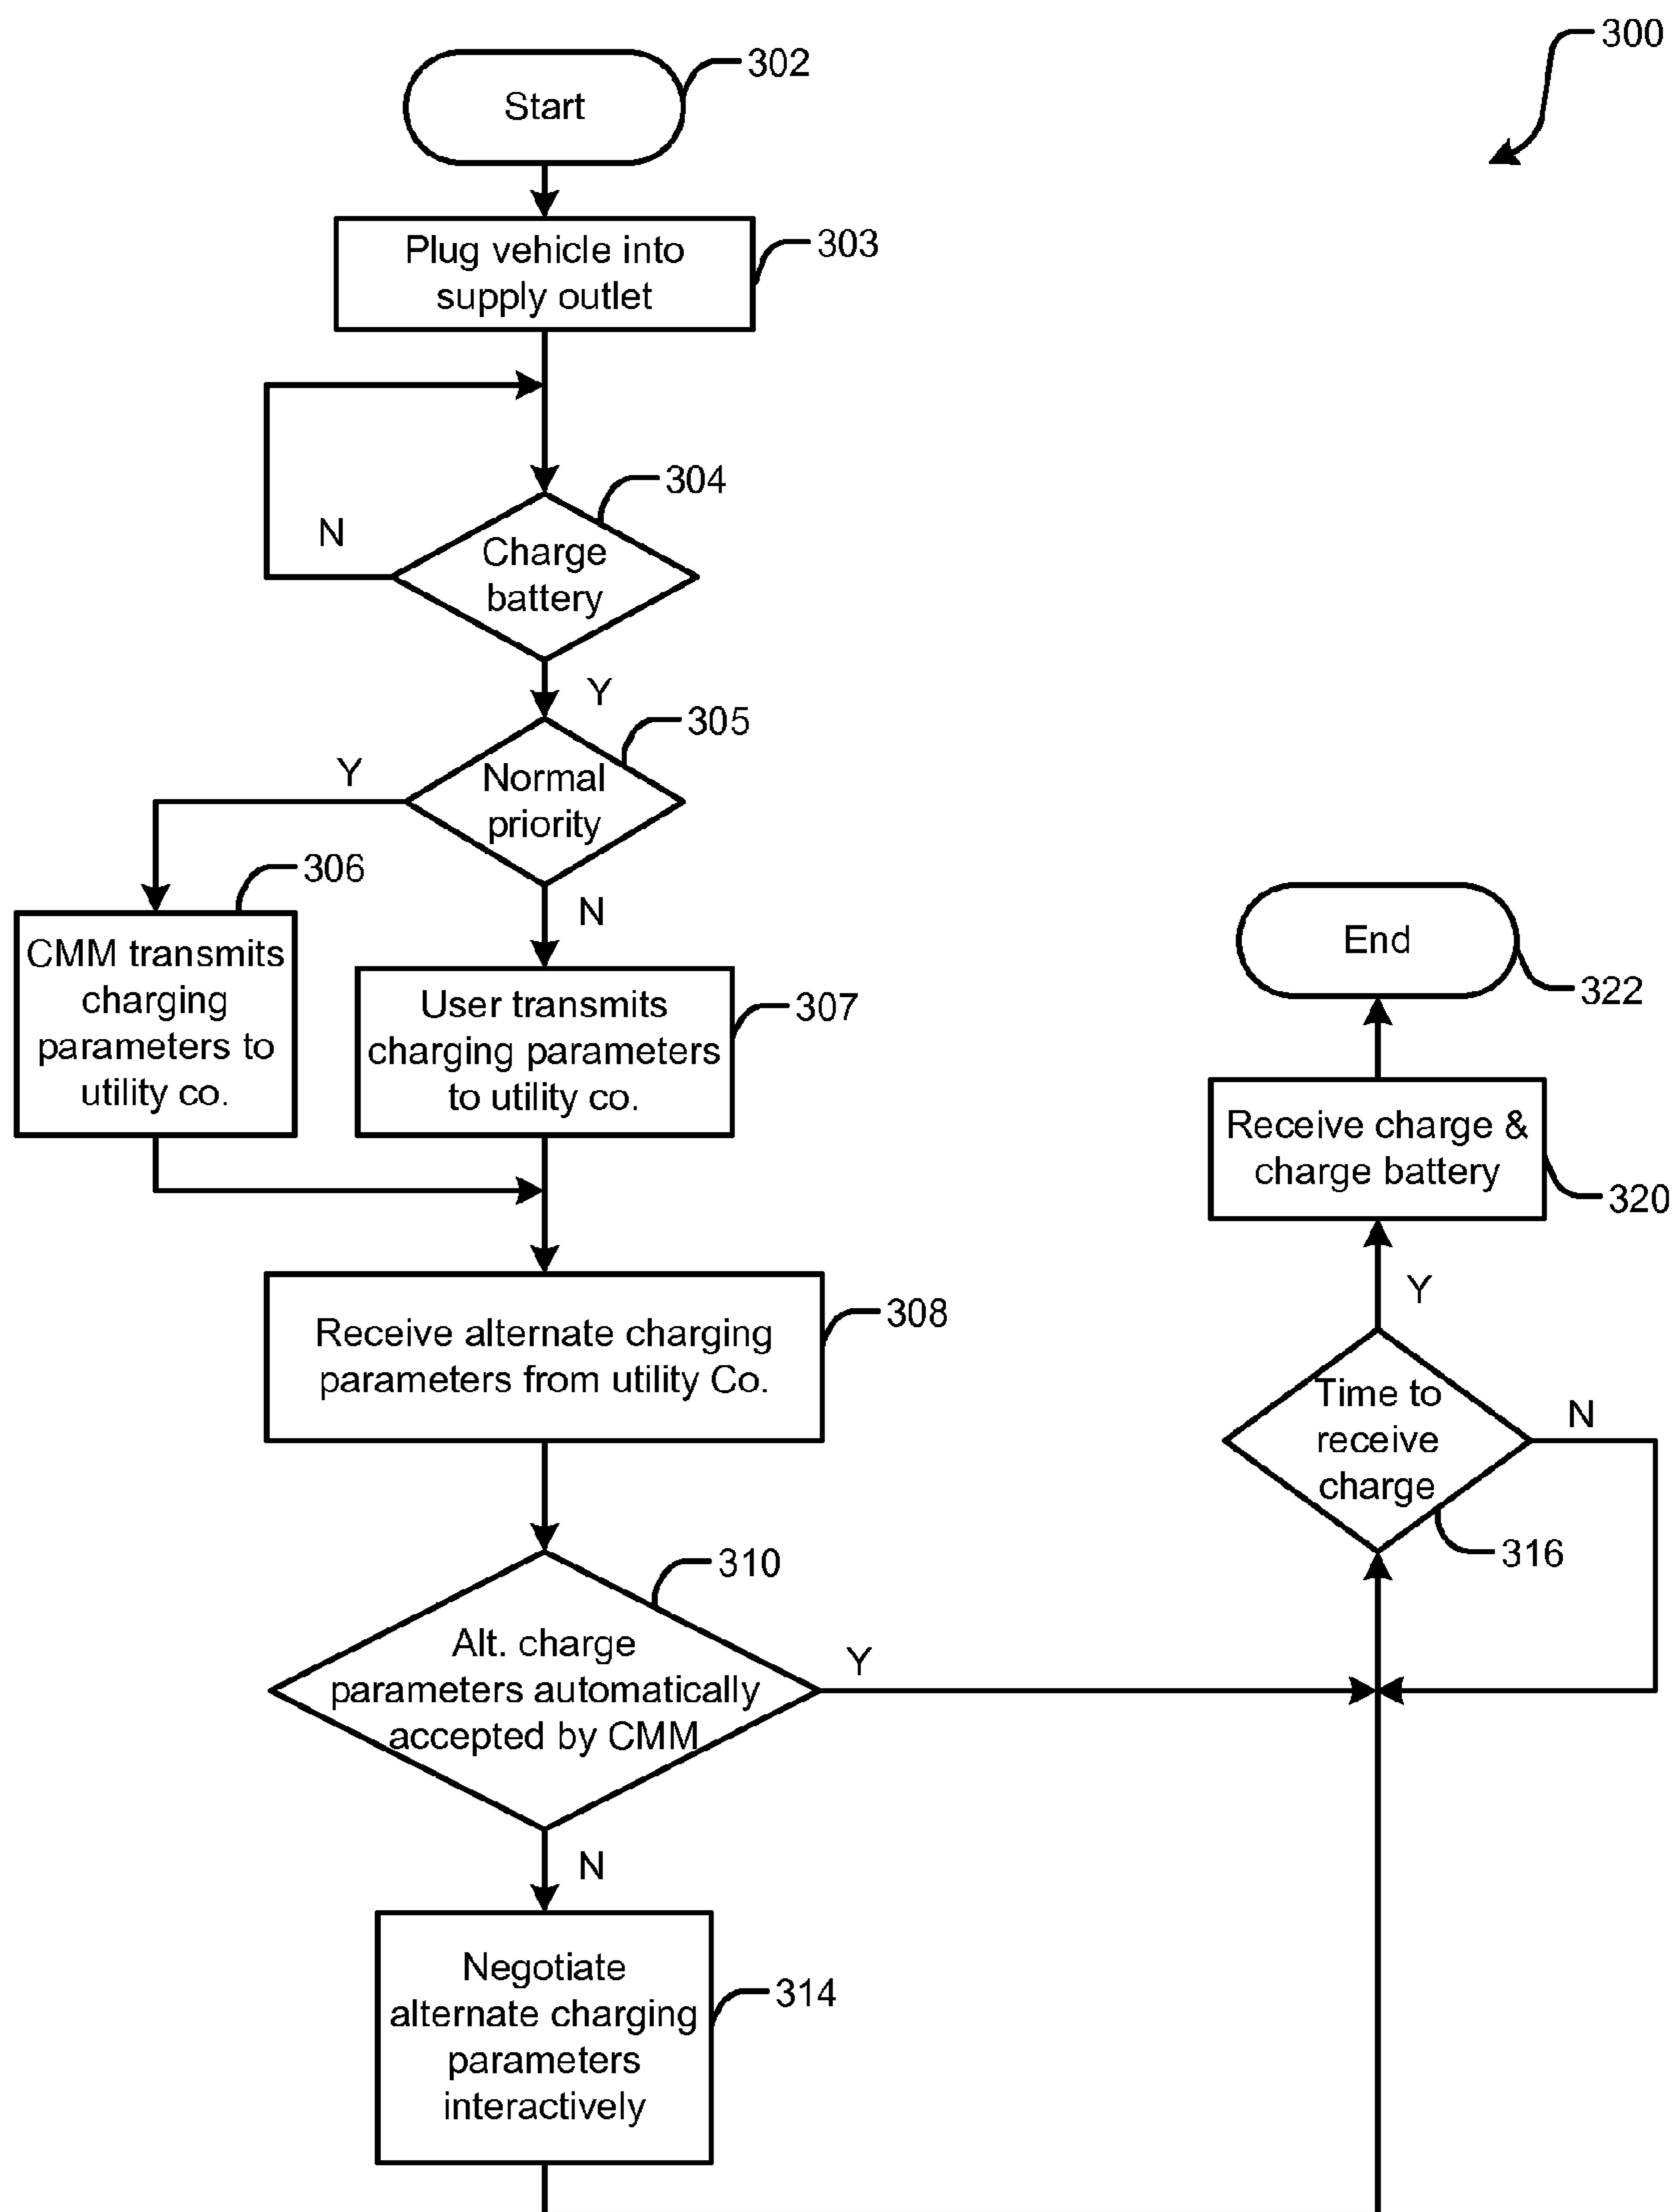 300
302
Start
303
Plug vehicle into
supply outlet
304
N
Charge
battery
Y
305
Y
Normal
priority
306
N
CMM transmits
charging
parameters to
utility co.
307
User transmits
charging parameters
to utility co.
308
Receive alternate charging
parameters from utility Co.
310
Alt. charge
parameters automatically
accepted by CMM
Y
N
314
Negotiate
alternate charging
parameters
interactively
End
322
Receive charge &
charge battery
320
Y
Time to
receive
charge
N
316